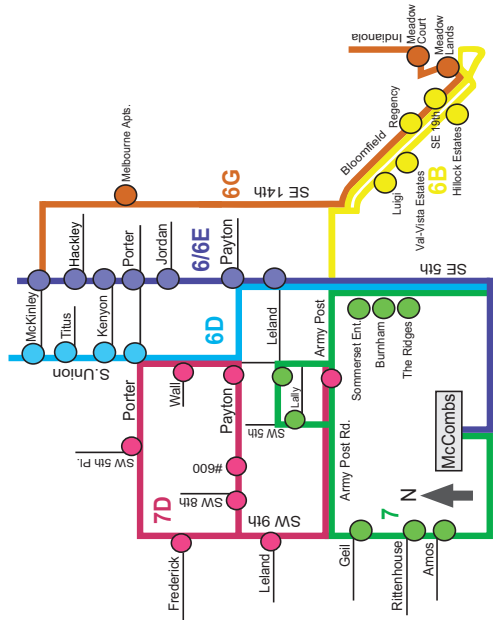 Indianola
Meadow
Court
Meadow
Lands
Regency
SE 19th
Hillock Estates
Bloomfield
6B
Luigi
Val-Vista Estates
Melbourne Apts.
6G
SE 14th
McKinley
Hackley
Porter
Jordan
Payton
6/6E
SE 5th
Titus
Kenyon
S.Union
6D
Leland
Army Post
Sommerset Ent.
Burnham
The Ridges
Porter
Wall
Payton
Lally
SW 5th
SW 5th Pl.
#600
SW 8th
7D
SW 9th
Army Post Rd.
McCombs
N
7
Frederick
Leland
Geil
Rittenhouse
Amos